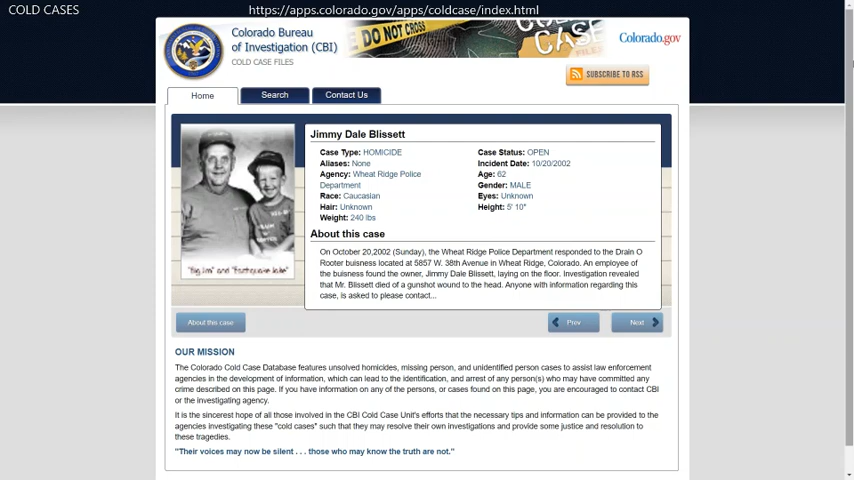 COLD CASES
https://apps.colorado.gov/apps/coldcase/index.html
Colorado Bureau
of Investigation (CBI)
COLD CASE FILES
DO NOT CROSS
CASE
FILES
Colorado.gov
SUBSCRIBE TO RSS
Home
Search
Contact Us
Jimmy Dale Blissett
Case Type: HOMICIDE
Aliases: None
Agency: Wheat Ridge Police
Department
Race: Caucasian
Hair: Unknown
Weight: 240 lbs
Case Status: OPEN
Incident Date: 10/20/2002
Age: 62
Gender: MALE
Eyes: Unknown
Height: 5' 10"
About this case
On October 20,2002 (Sunday), the Wheat Ridge Police Department responded to the Drain O
Rooter buisness located at 5857 W. 38th Avenue in Wheat Ridge, Colorado. An employee of
the buisness found the owner, Jimmy Dale Blissett, laying on the floor. Investigation revealed
that Mr. Blissett died of a gunshot wound to the head. Anyone with information regarding this
case, is asked to please contact...
"Big Jim" and "Earthquake Jake"
About this case
Prev
Next
OUR MISSION
The Colorado Cold Case Database features unsolved homicides, missing person, and unidentified person cases to assist law enforcement
agencies in the development of information, which can lead to the identification, and arrest of any person(s) who may have committed any
crime described on this page. If you have information on any of the persons, or cases found on this page, you are encouraged to contact CBI
or the investigating agency.
It is the sincerest hope of all those involved in the CBI Cold Case Unit's efforts that the necessary tips and information can be provided to the
agencies investigating these "cold cases" such that they may resolve their own investigations and provide some justice and resolution to
these tragedies.
"Their voices may now be silent . . . those who may know the truth are not."